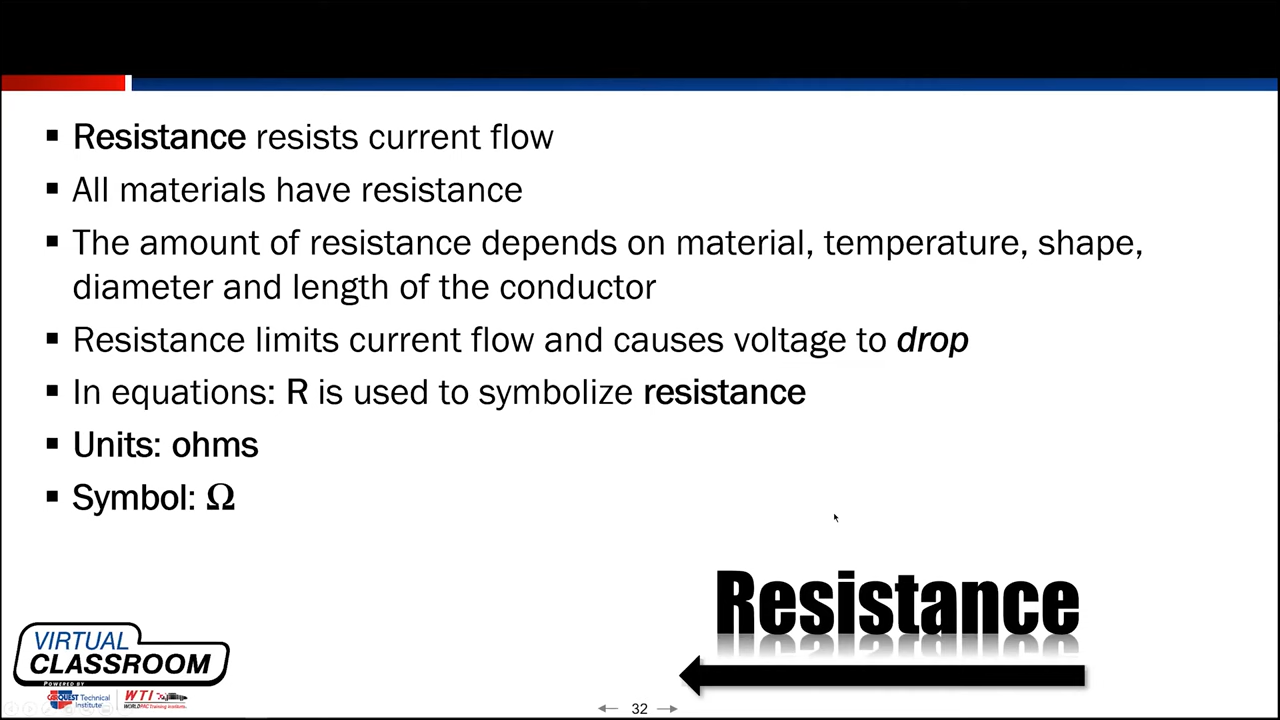 ▪ Resistance resists current flow
▪ All materials have resistance
▪ The amount of resistance depends on material, temperature, shape,
diameter and length of the conductor
▪ Resistance limits current flow and causes voltage to drop
▪ In equations: R is used to symbolize resistance
▪ Units: ohms
▪ Symbol: Ω
Resistance
VIRTUAL
CLASSROOM
POWERED BY
CARQUEST Technical Institute
WTI
WORLDPAC Training Institute
32